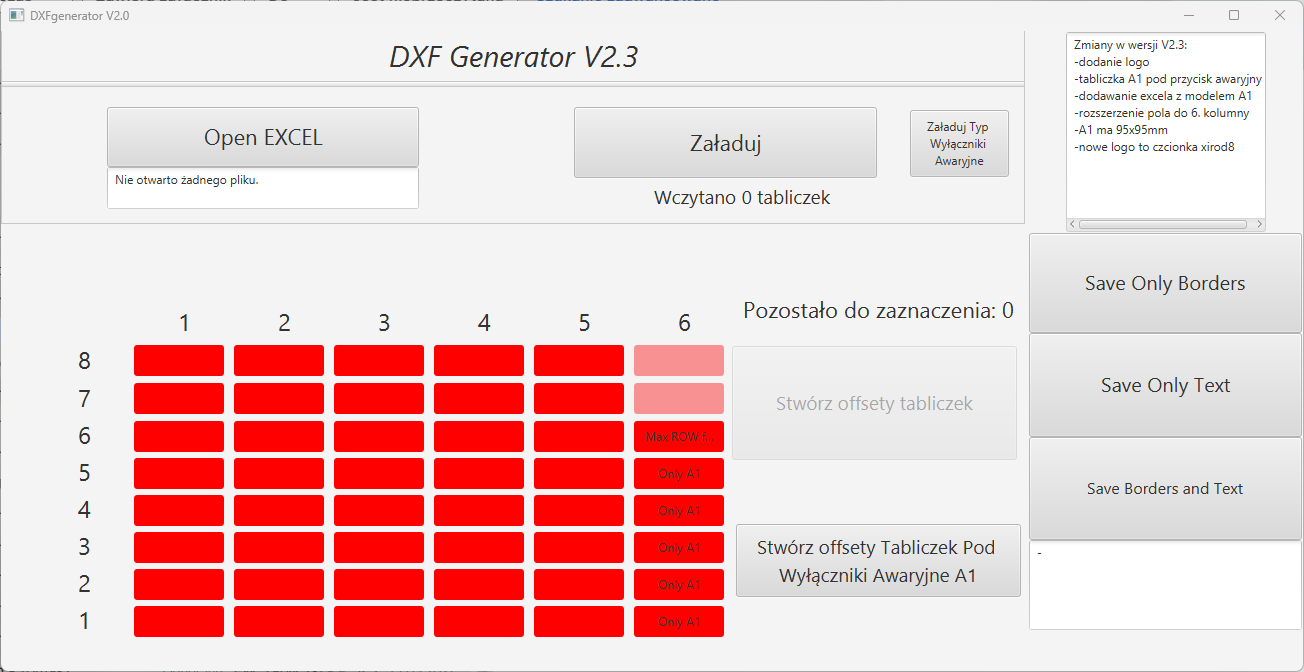 DXFgenerator V2.0
DXF Generator V2.3
Open EXCEL
Nie otwarto żadnego pliku.
Załaduj
Wczytano 0 tabliczek
Załaduj Typ
Wyłączniki
Awaryjne
Zmiany w wersji V2.3:
-dodanie logo
-tabliczka A1 pod przycisk awaryjny
-dodawanie excela z modelem A1
-rozszerzenie pola do 6. kolumny
-A1 ma 95x95mm
-nowe logo to czcionka xirod8
Save Only Borders
Save Only Text
Save Borders and Text
-
Pozostało do zaznaczenia: 0
Stwórz offsety tabliczek
Stwórz offsety Tabliczek Pod
Wyłączniki Awaryjne A1
1 2 3 4 5 6
8
7
6 Max ROW f...
5 Only A1
4 Only A1
3 Only A1
2 Only A1
1 Only A1